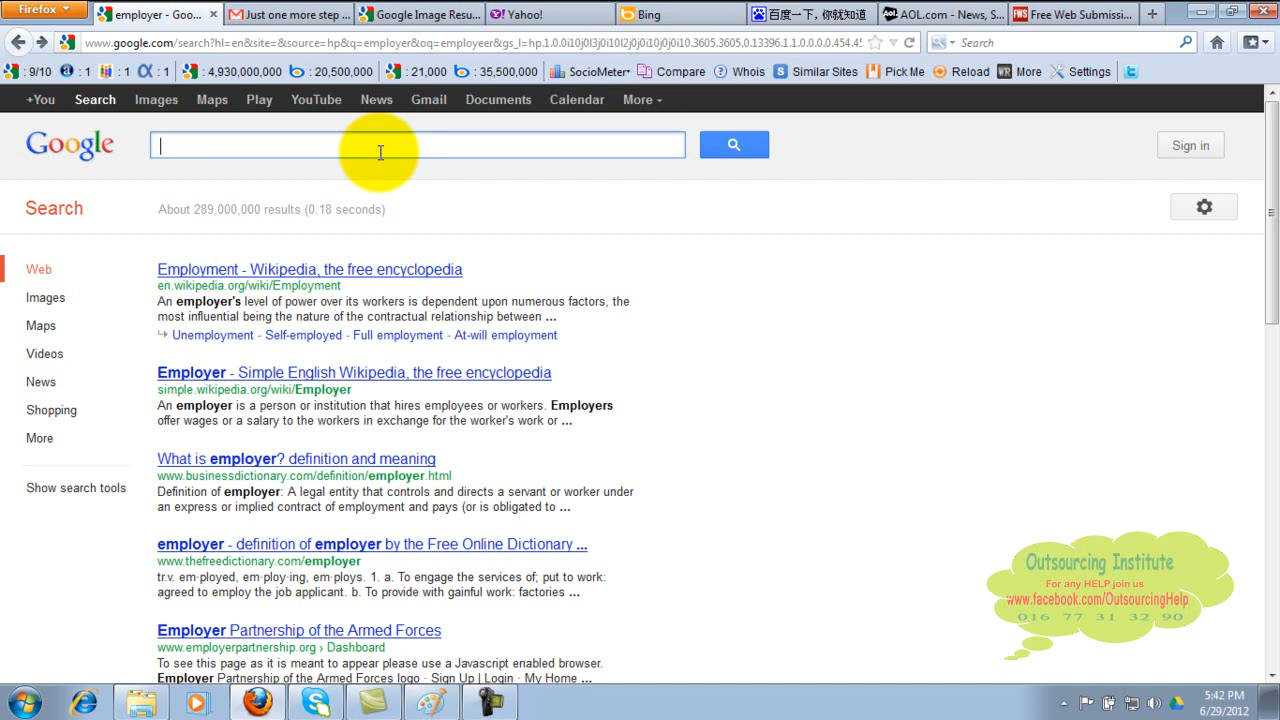 Firefox
employer - Goo...
Just one more step ...
Google Image Resu...
Yahoo!
Bing
百度一下，你就知道
AOL.com - News, S...
Free Web Submissi...
www.google.com/search?hl=en&site=&source=hp&q=employer&oq=employeer&gs_l=hp.1.0.0i10j0l3j0i10l2j0j0i10j0j0i10.3605.3605.0.13396.1.1.0.0.0.0.454.45
Search
: 9/10 : 1 : 1 : 1 : 4,930,000,000 : 20,500,000 : 21,000 : 35,500,000 SocioMeter Compare Whois Similar Sites Pick Me Reload More Settings
+You Search Images Maps Play YouTube News Gmail Documents Calendar More
Google
Sign in
Search
About 289,000,000 results (0.18 seconds)
Web
Images
Maps
Videos
News
Shopping
More
Show search tools
Employment - Wikipedia, the free encyclopedia
en.wikipedia.org/wiki/Employment
An employer's level of power over its workers is dependent upon numerous factors, the
most influential being the nature of the contractual relationship between ...
Unemployment - Self-employed - Full employment - At-will employment
Employer - Simple English Wikipedia, the free encyclopedia
simple.wikipedia.org/wiki/Employer
An employer is a person or institution that hires employees or workers. Employers
offer wages or a salary to the workers in exchange for the worker's work or ...
What is employer? definition and meaning
www.businessdictionary.com/definition/employer.html
Definition of employer: A legal entity that controls and directs a servant or worker under
an express or implied contract of employment and pays (or is obligated to ...
employer - definition of employer by the Free Online Dictionary ...
www.thefreedictionary.com/employer
tr.v. em·ployed, em·ploy·ing, em·ploys. 1. a. To engage the services of; put to work:
agreed to employ the job applicant. b. To provide with gainful work: factories ...
Employer Partnership of the Armed Forces
www.employerpartnership.org › Dashboard
To see this page as it is meant to appear please use a Javascript enabled browser.
Employer Partnership of the Armed Forces logo · Sign Up | Login · My Home ...
Outsourcing Institute
For any HELP join us
www.facebook.com/OutsourcingHelp
016 77 31 32 90
5:42 PM
6/29/2012